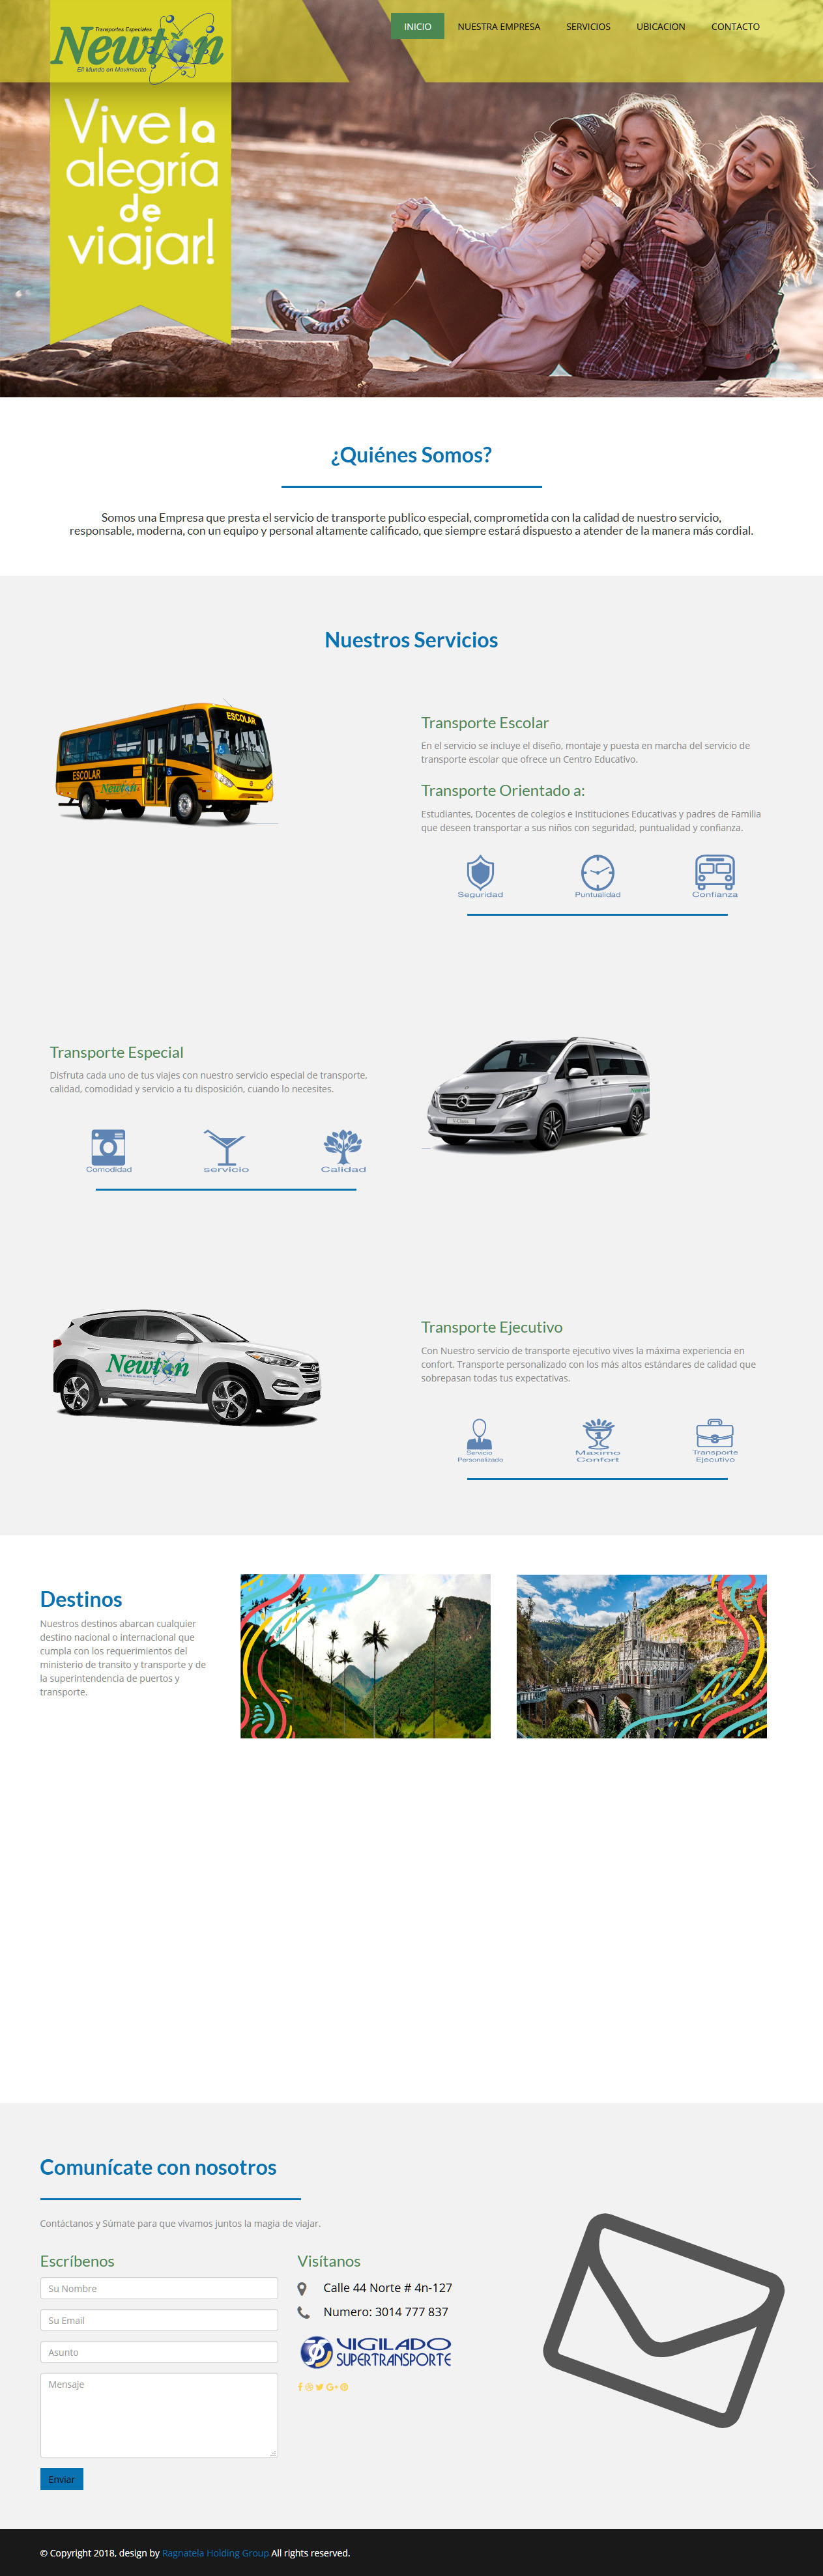 Transportes Especiales
Newton
El Mundo en Movimiento
INICIO
NUESTRA EMPRESA
SERVICIOS
UBICACION
CONTACTO
Vive la
alegría
de
viajar!
¿Quiénes Somos?
Somos una Empresa que presta el servicio de transporte publico especial, comprometida con la calidad de nuestro servicio,
responsable, moderna, con un equipo y personal altamente calificado, que siempre estará dispuesto a atender de la manera más cordial.
Nuestros Servicios
ESCOLAR
ESCOLAR
Newton
Transporte Escolar
En el servicio se incluye el diseño, montaje y puesta en marcha del servicio de
transporte escolar que ofrece un Centro Educativo.
Transporte Orientado a:
Estudiantes, Docentes de colegios e Instituciones Educativas y padres de Familia
que deseen transportar a sus niños con seguridad, puntualidad y confianza.
Seguridad
Puntualidad
Confianza
Transporte Especial
Disfruta cada uno de tus viajes con nuestro servicio especial de transporte,
calidad, comodidad y servicio a tu disposición, cuando lo necesites.
Comodidad
servicio
Calidad
Newton
Newton
Transporte Ejecutivo
Con Nuestro servicio de transporte ejecutivo vives la máxima experiencia en
confort. Transporte personalizado con los más altos estándares de calidad que
sobrepasan todas tus expectativas.
Servicio
Personalizado
1
Maximo
Confort
Transporte
Ejecutivo
Destinos
Nuestros destinos abarcan cualquier
destino nacional o internacional que
cumpla con los requerimientos del
ministerio de transito y transporte y de
la superintendencia de puertos y
transporte.
Comunícate con nosotros
Contáctanos y Súmate para que vivamos juntos la magia de viajar.
Escríbenos
Su Nombre
Su Email
Asunto
Mensaje
Enviar
Visítanos
Calle 44 Norte # 4n-127
Numero: 3014 777 837
VIGILADO
SUPERTRANSPORTE
© Copyright 2018, design by Ragnatela Holding Group All rights reserved.